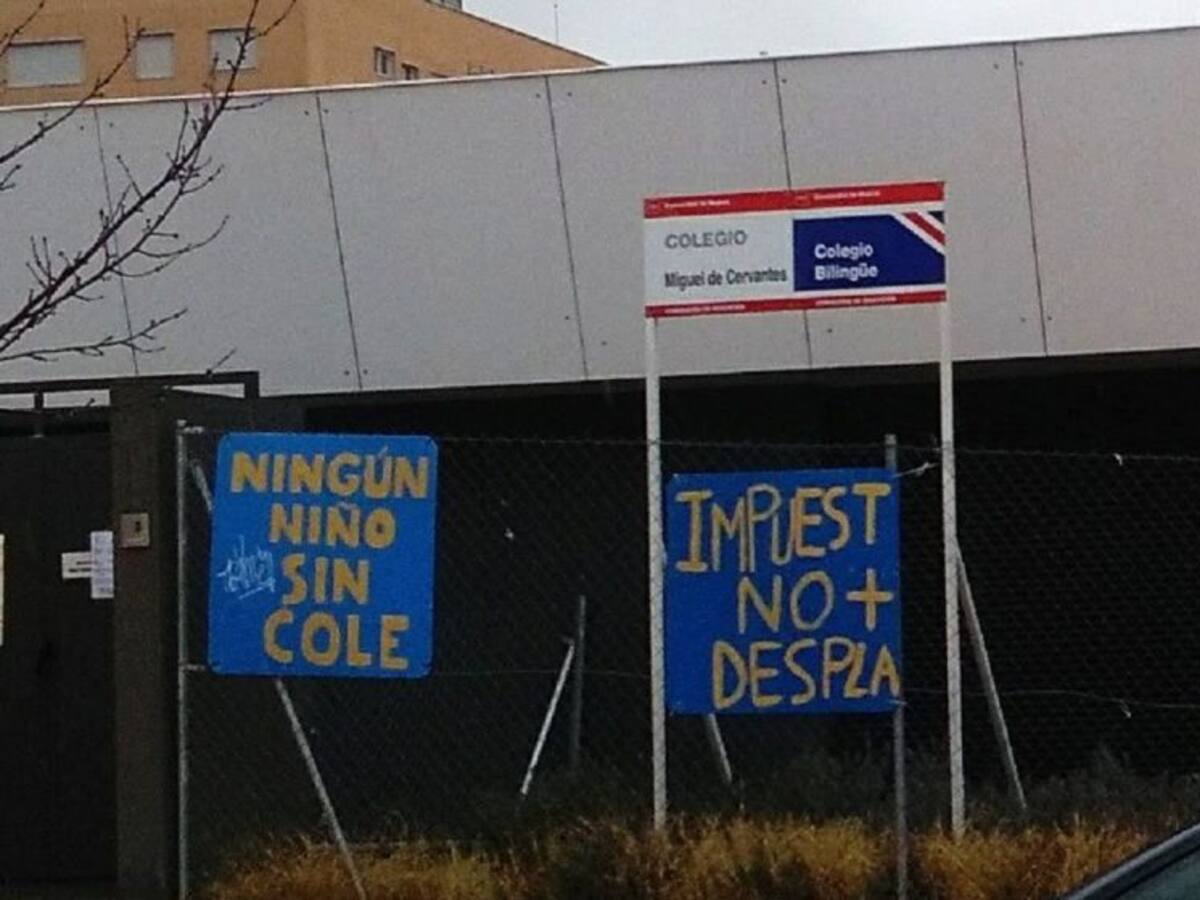 COLEGIO
Miguel de Cervantes
Colegio
Bilingüe
NINGÚN
NIÑO
SIN
COLE
IMPUEST
NO +
DESPLA